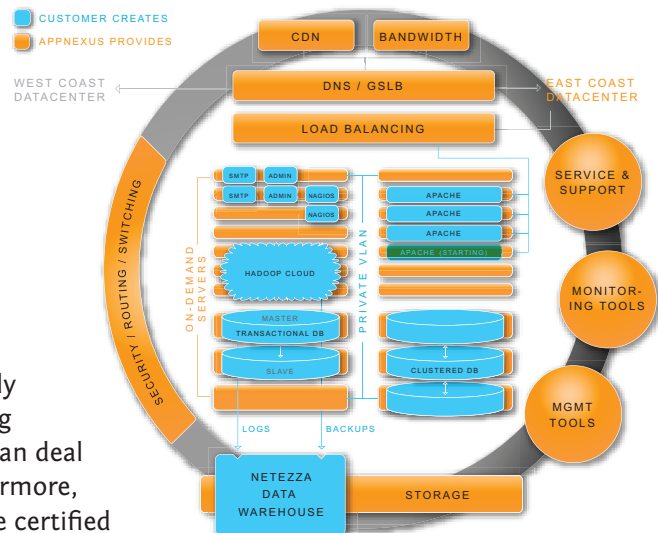 CUSTOMER CREATES
APPNEXUS PROVIDES
CDN
BANDWIDTH
WEST COAST
DATACENTER
DNS / GSLB
EAST COAST
DATACENTER
LOAD BALANCING
SECURITY / ROUTING / SWITCHING
ON-DEMAND
SERVERS
SMTP
ADMIN
SMTP
ADMIN
NAGIOS
NAGIOS
HADOOP CLOUD
MASTER
TRANSACTIONAL DB
SLAVE
PRIVATE VLAN
APACHE
APACHE
APACHE
APACHE (STARTING)
CLUSTERED DB
SERVICE &
SUPPORT
MONITOR-
ING TOOLS
MGMT
TOOLS
LOGS
BACKUPS
NETEZZA
DATA
WAREHOUSE
STORAGE
ly
g
an deal
rmore,
e certified